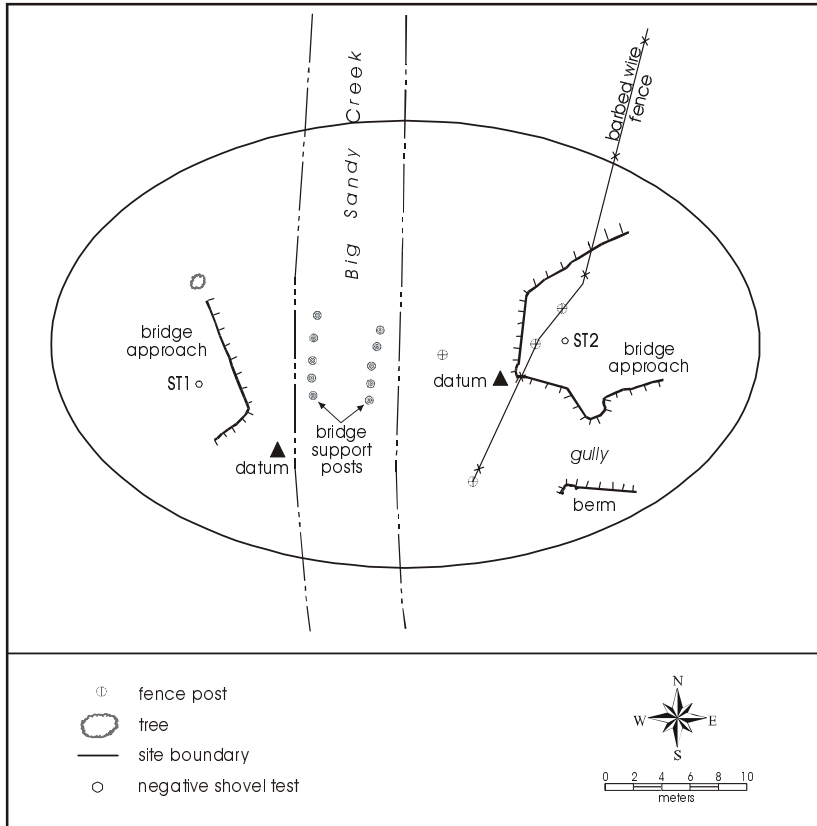 Big Sandy Creek
barbed wire
fence
bridge
approach
ST1
datum
bridge
support
posts
datum
ST2
bridge
approach
gully
berm
fence post
tree
site boundary
negative shovel test
N
W E
S
0 2 4 6 8 10
meters